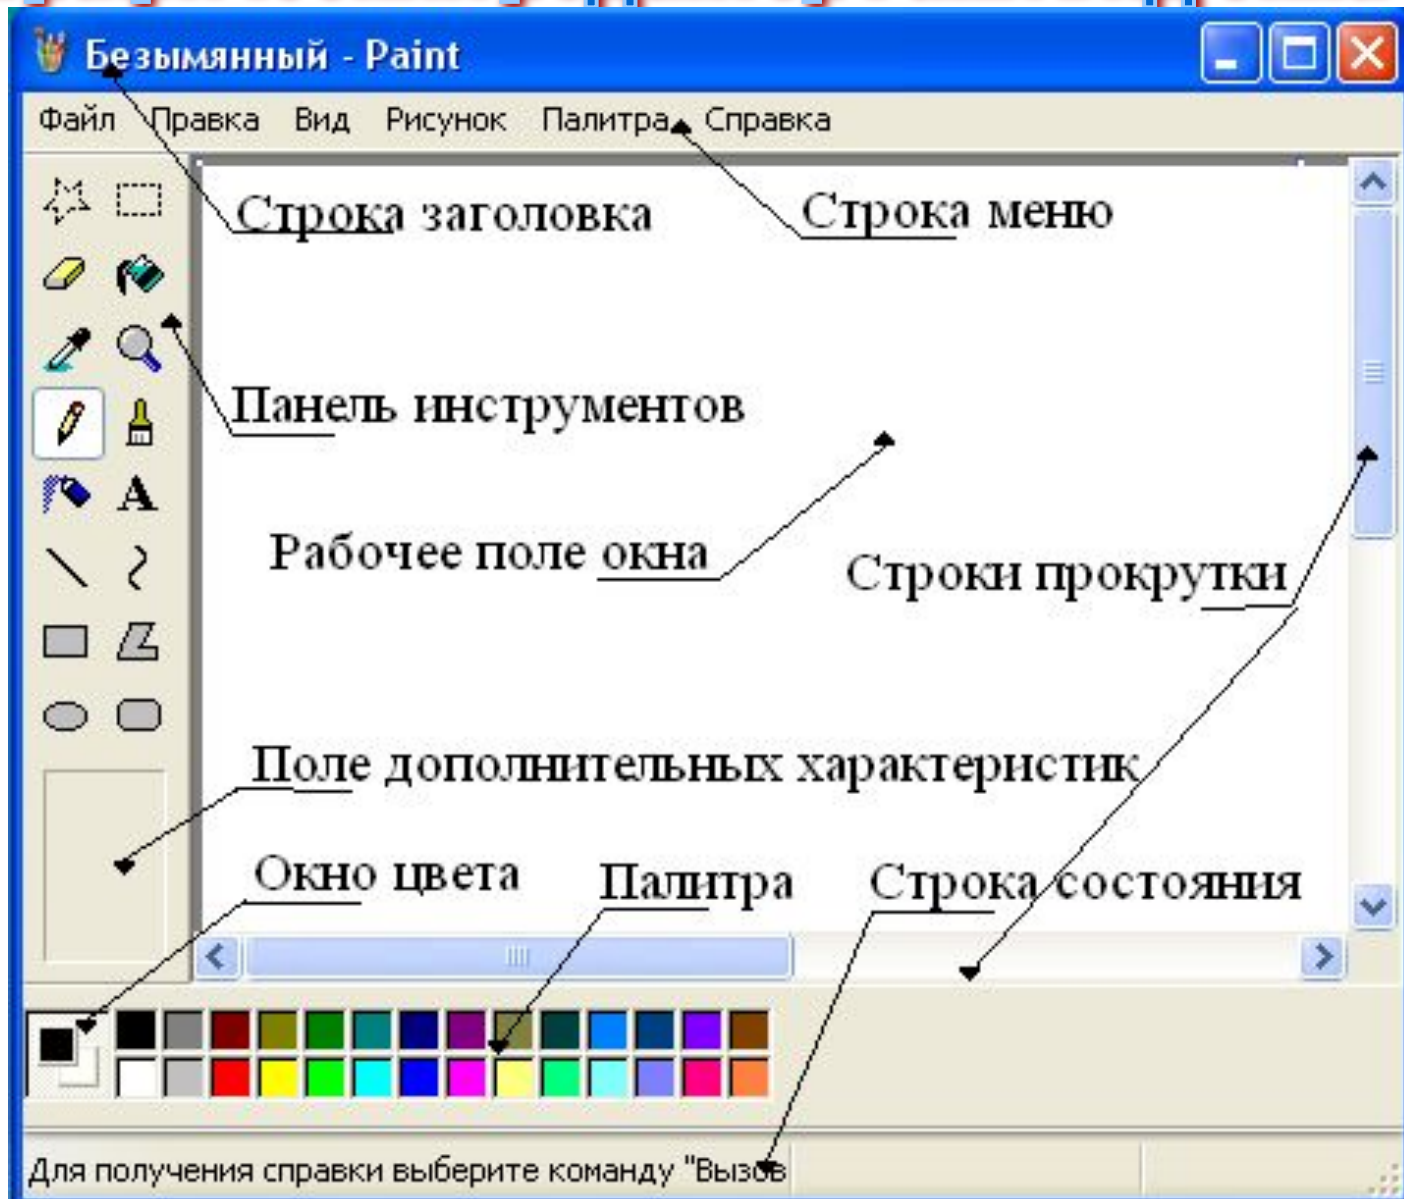 Безымянный - Paint
Файл Правка Вид Рисунок Палитра Справка
Строка заголовка
Строка меню
Панель инструментов
Рабочее поле окна
Строки прокрутки
Поле дополнительных характеристик
Окно цвета
Палитра
Строка состояния
A
Для получения справки выберите команду "Вызов